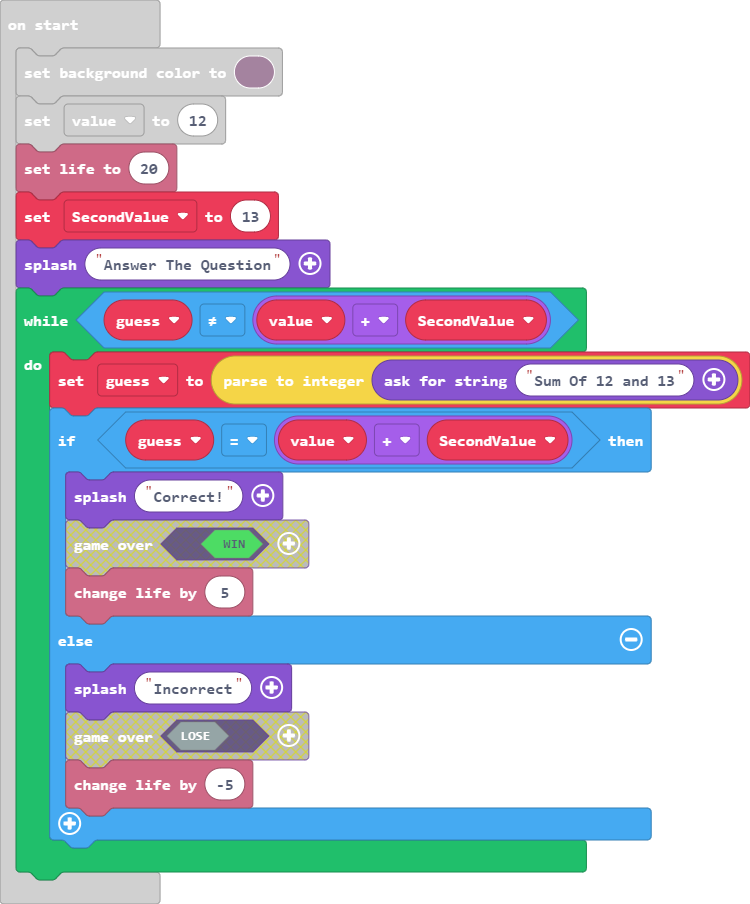 on start
set background color to
set value to 12
set life to 20
set SecondValue to 13
splash "Answer The Question"
while guess ≠ value + SecondValue
do
set guess to parse to integer ask for string "Sum Of 12 and 13"
if guess = value + SecondValue then
splash "Correct!"
game over WIN
change life by 5
else
splash "Incorrect"
game over LOSE
change life by -5